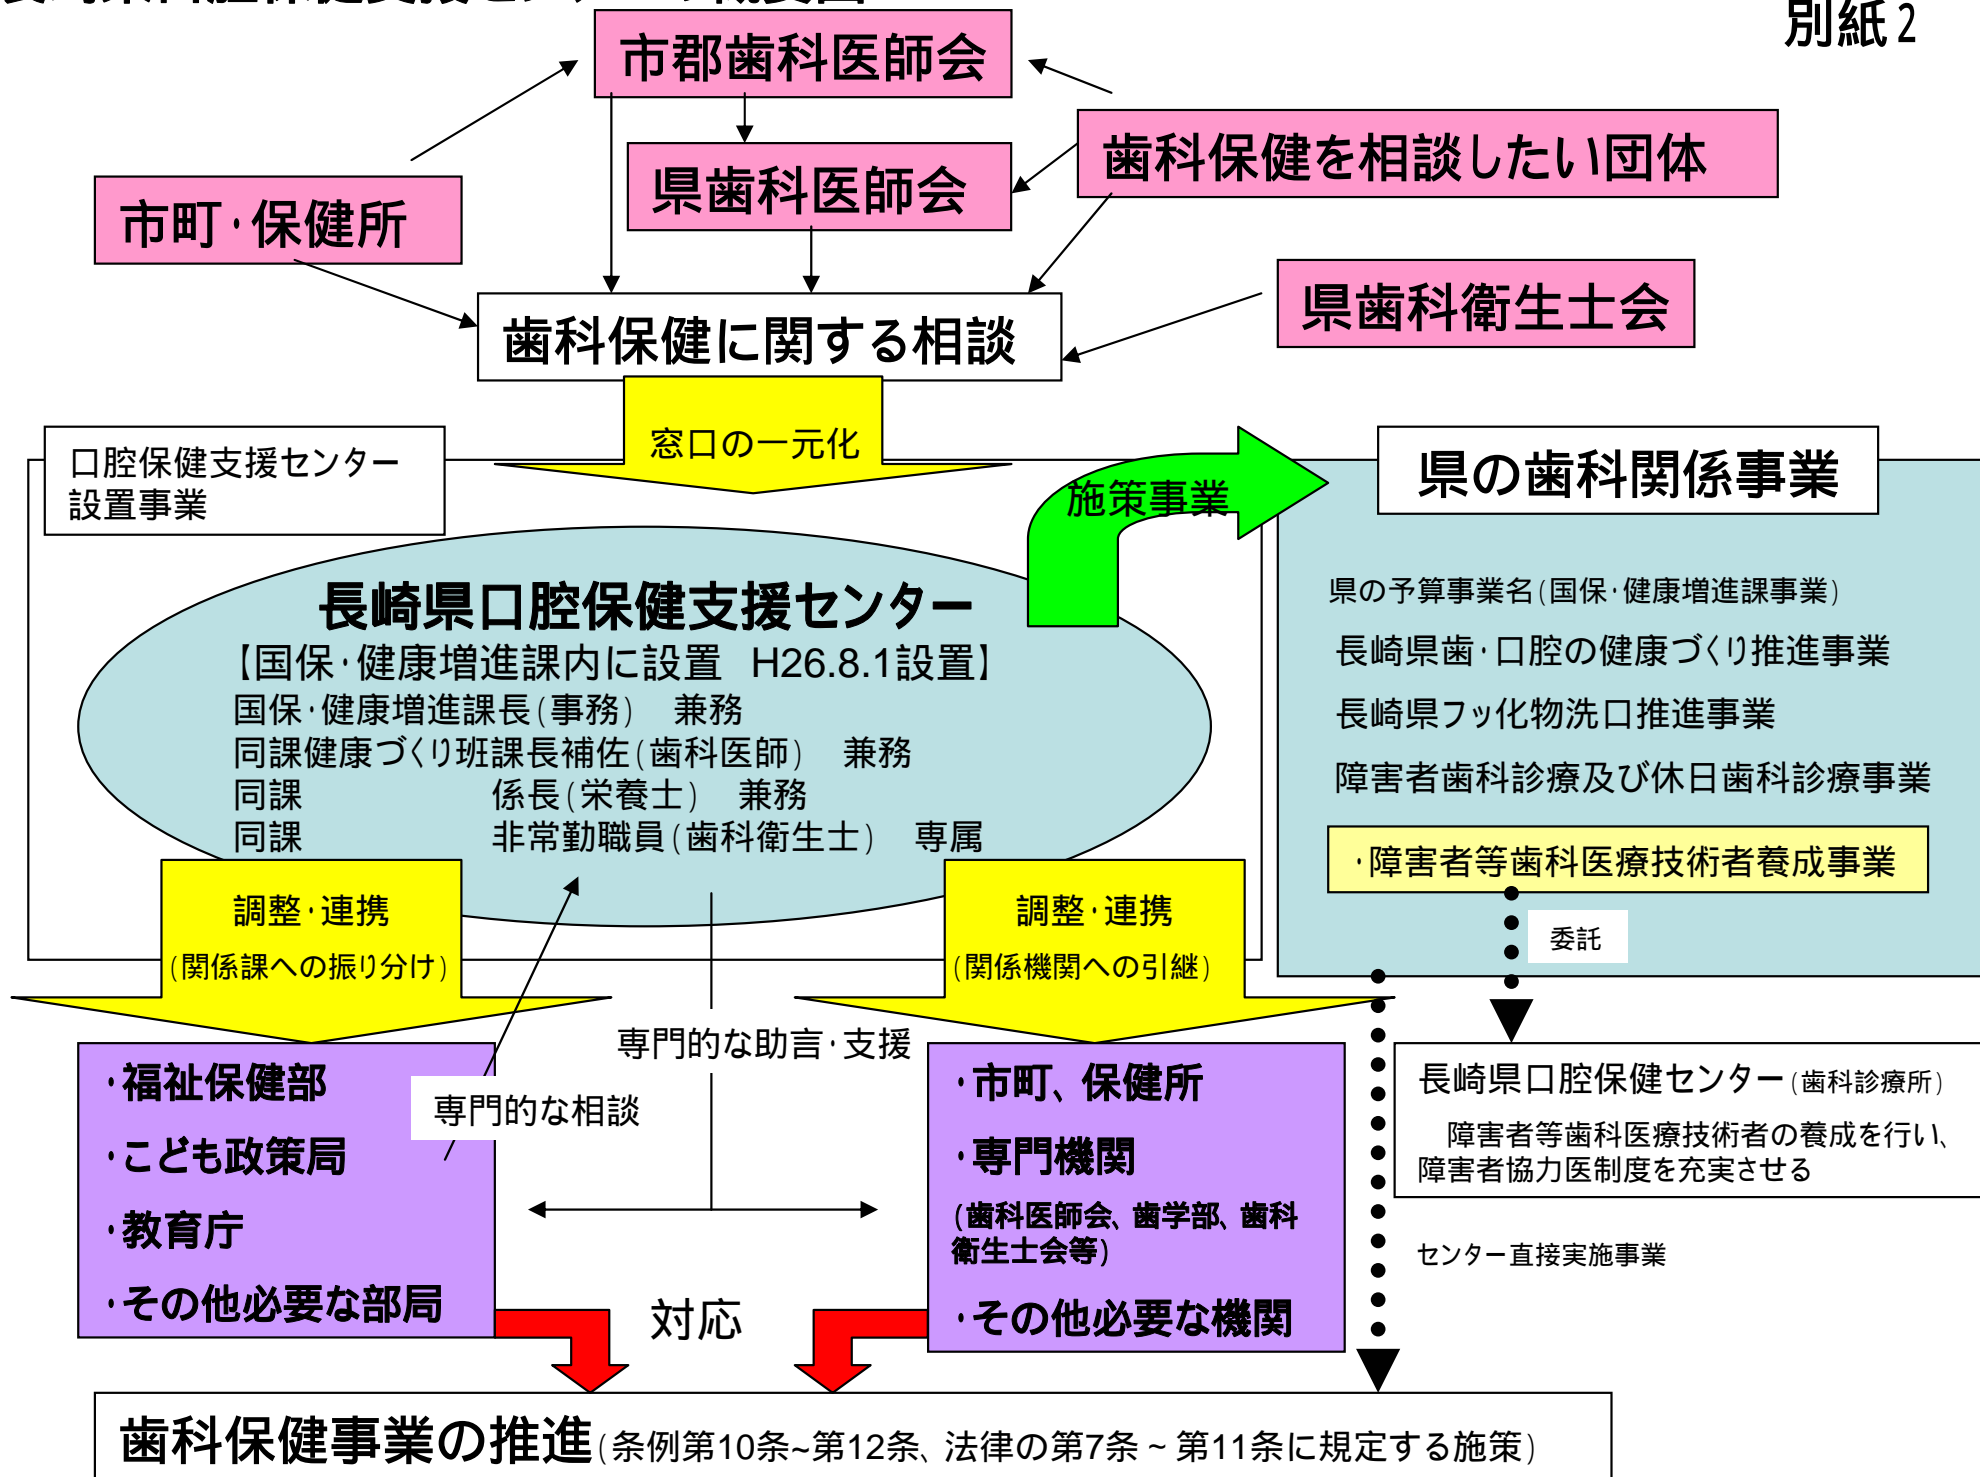 長崎県口腔保健支援センターの概要図
別紙2
市郡歯科医師会
歯科保健を相談したい団体
県歯科医師会
市町・保健所
県歯科衛生士会
歯科保健に関する相談
窓口の一元化
口腔保健支援センター
設置事業
施策事業
県の歯科関係事業
長崎県口腔保健支援センター
【国保・健康増進課内に設置　H26.8.1設置】
国保・健康増進課長(事務)　兼務
同課健康づくり班課長補佐(歯科医師)　兼務
同課　係長(栄養士)　兼務
同課　非常勤職員(歯科衛生士)　専属
県の予算事業名(国保・健康増進課事業)
長崎県歯・口腔の健康づくり推進事業
長崎県フッ化物洗口推進事業
障害者歯科診療及び休日歯科診療事業
・障害者等歯科医療技術者養成事業
委託
調整・連携
(関係課への振り分け)
調整・連携
(関係機関への引継)
専門的な助言・支援
専門的な相談
・福祉保健部
・こども政策局
・教育庁
・その他必要な部局
・市町、保健所
・専門機関
(歯科医師会、歯学部、歯科
衛生士会等)
・その他必要な機関
長崎県口腔保健センター(歯科診療所)
障害者等歯科医療技術者の養成を行い、
障害者協力医制度を充実させる
センター直接実施事業
対応
歯科保健事業の推進(条例第10条~第12条、法律の第7条～第11条に規定する施策)